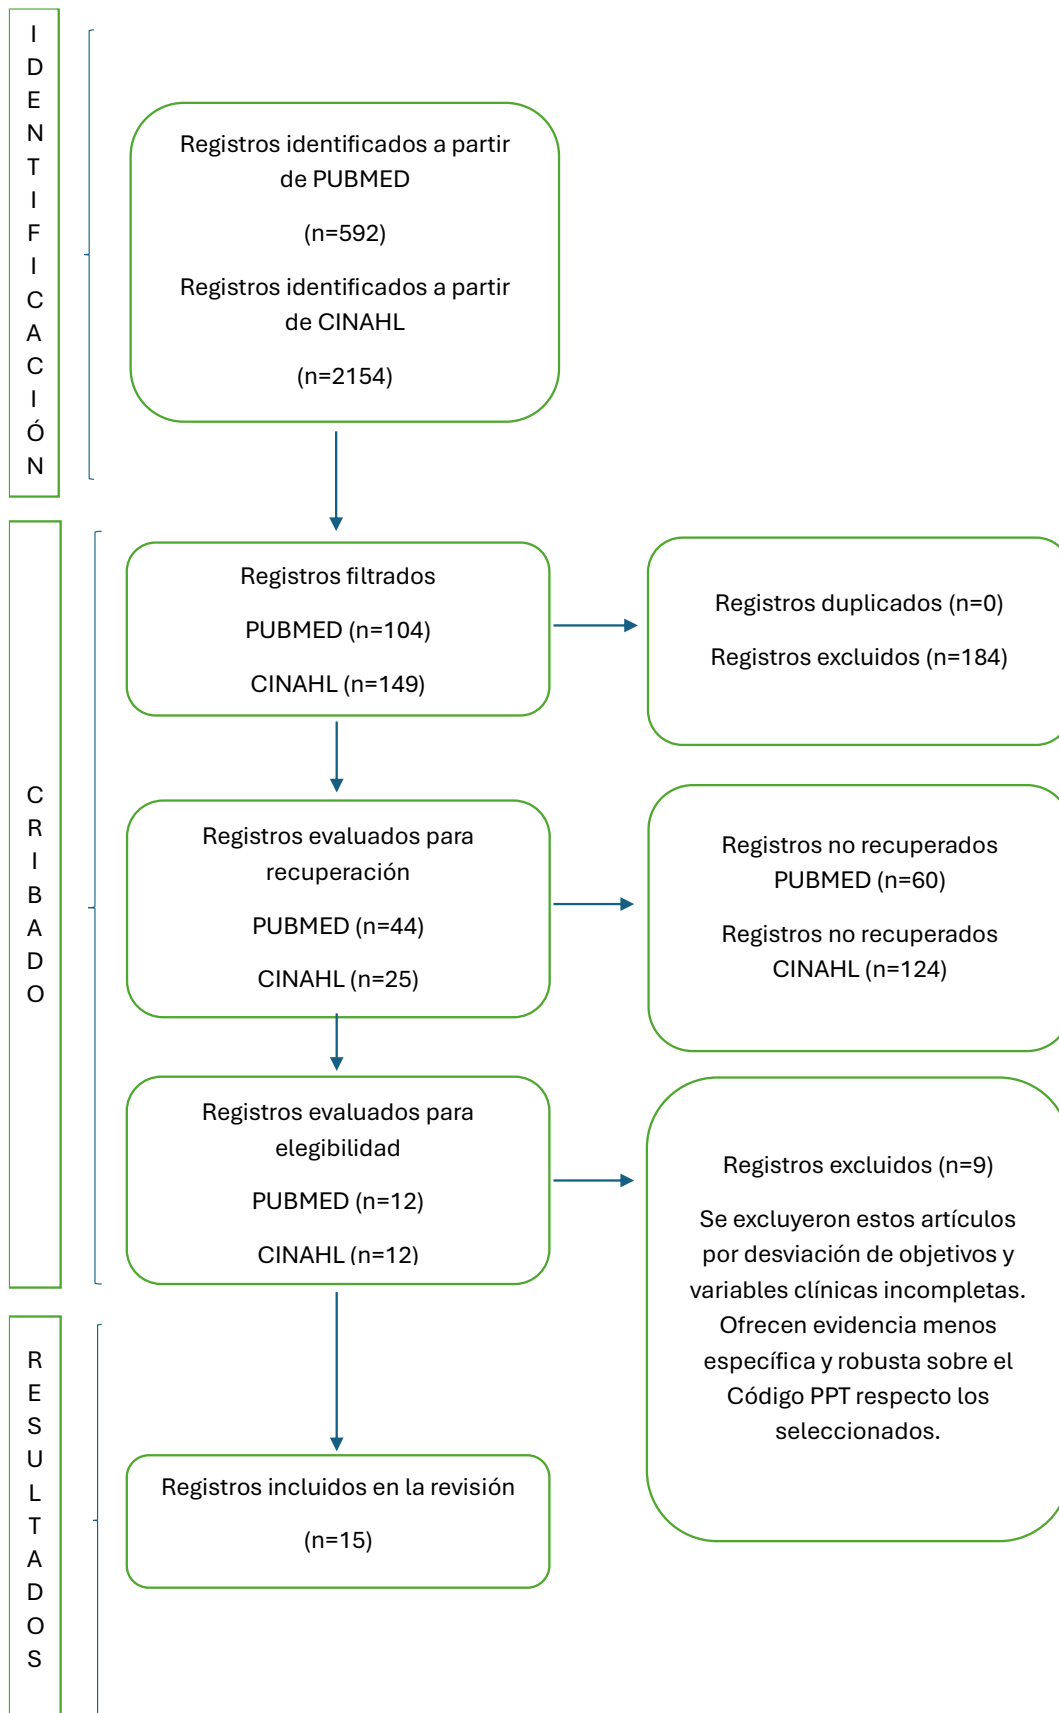 IDENTIFICACIÓN
Registros identificados a partir
de PUBMED
(n=592)
Registros identificados a partir
de CINAHL
(n=2154)
CRIBADO
Registros filtrados
PUBMED (n=104)
CINAHL (n=149)
Registros duplicados (n=0)
Registros excluidos (n=184)
Registros evaluados para
recuperación
PUBMED (n=44)
CINAHL (n=25)
Registros no recuperados
PUBMED (n=60)
Registros no recuperados
CINAHL (n=124)
Registros evaluados para
elegibilidad
PUBMED (n=12)
CINAHL (n=12)
Registros excluidos (n=9)
Se excluyeron estos artículos
por desviación de objetivos y
variables clínicas incompletas.
Ofrecen evidencia menos
específica y robusta sobre el
Código PPT respecto los
seleccionados.
RESULTADOS
Registros incluidos en la revisión
(n=15)